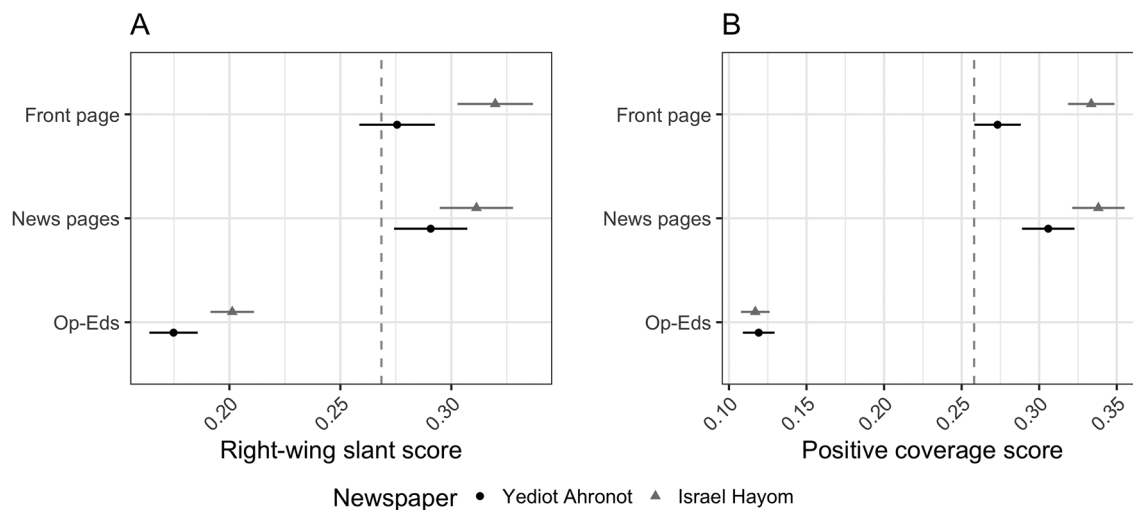 A
Front page
News pages
Op-Eds
0.20 0.25 0.30
Right-wing slant score
B
Front page
News pages
Op-Eds
0.10 0.15 0.20 0.25 0.30 0.35
Positive coverage score
Newspaper Yediot Ahronot Israel Hayom